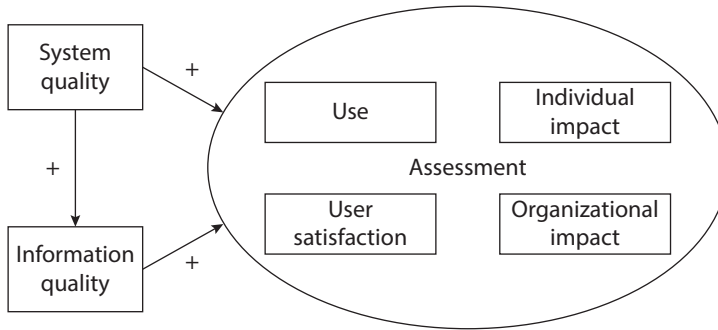 System
quality
+
+
Use
Individual
impact
Assessment
User
satisfaction
Organizational
impact
Information
quality
+